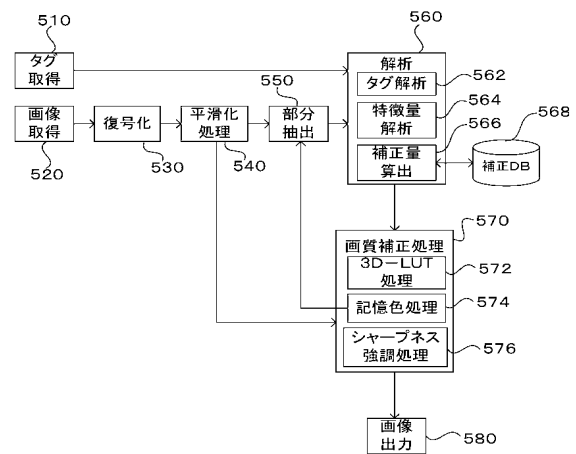 510
タグ
取得
画像
取得
520
復号化
530
平滑化
処理
540
550
部分
抽出
560
解析
タグ解析
562
特徴量
解析
564
補正量
算出
566
568
補正DB
570
画質補正処理
3D-LUT
処理
572
記憶色処理
574
シャープネス
強調処理
576
画像
出力
580